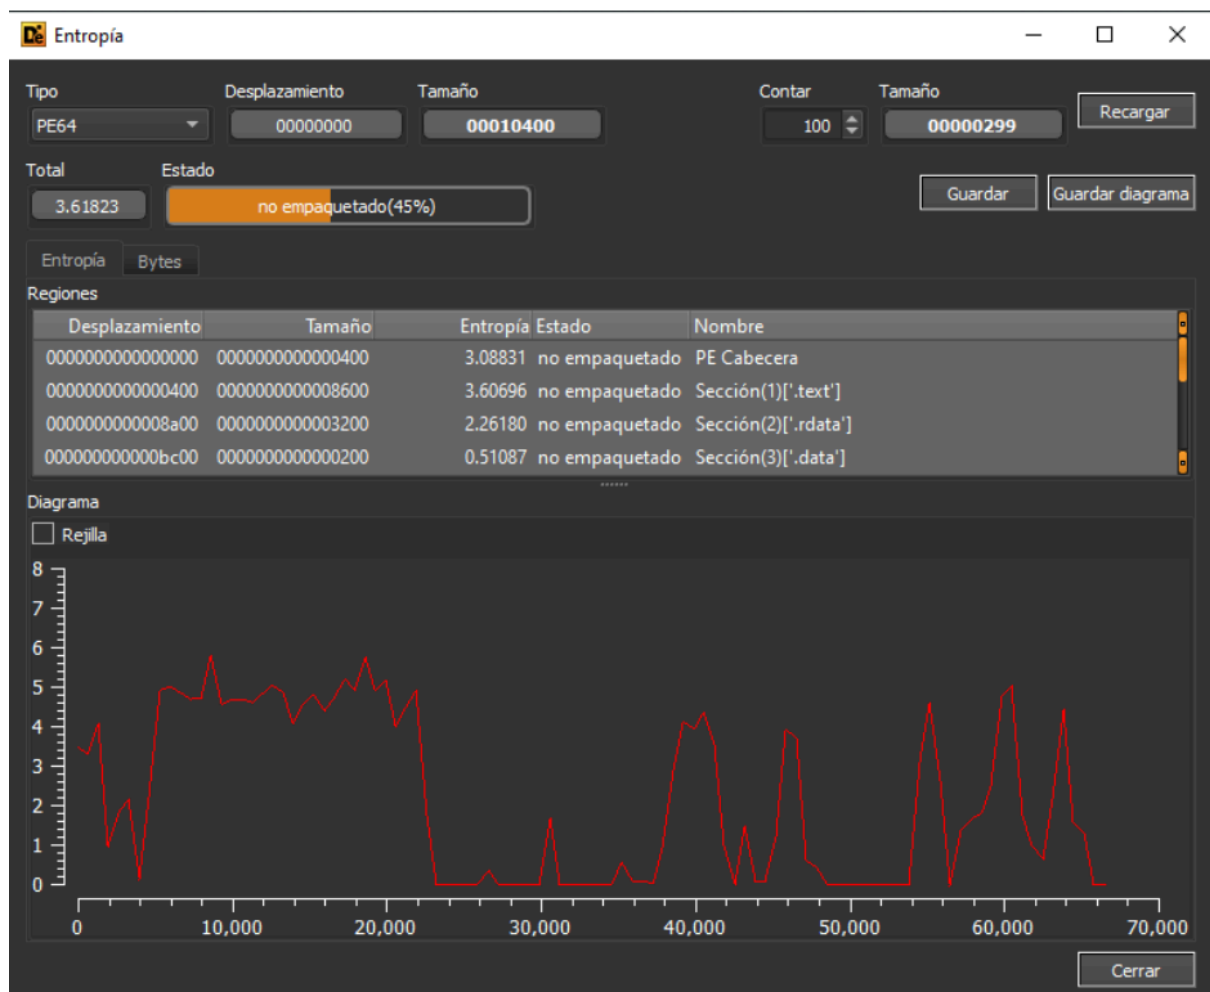 Entropía
Tipo Desplazamiento Tamaño Contar Tamaño
PE64 00000000 00010400 100 00000299 Recargar
Total Estado
3.61823 no empaquetado(45%) Guardar Guardar diagrama
Entropía Bytes
Regiones
Desplazamiento Tamaño Entropía Estado Nombre
0000000000000000 0000000000000400 3.08831 no empaquetado PE Cabecera
0000000000000400 0000000000008600 3.60696 no empaquetado Sección(1)['.text']
0000000000008a00 0000000000003200 2.26180 no empaquetado Sección(2)['.rdata']
000000000000bc00 0000000000000200 0.51087 no empaquetado Sección(3)['.data']
Diagrama
Rejilla
8
7
6
5
4
3
2
1
0
0 10,000 20,000 30,000 40,000 50,000 60,000 70,000
Cerrar